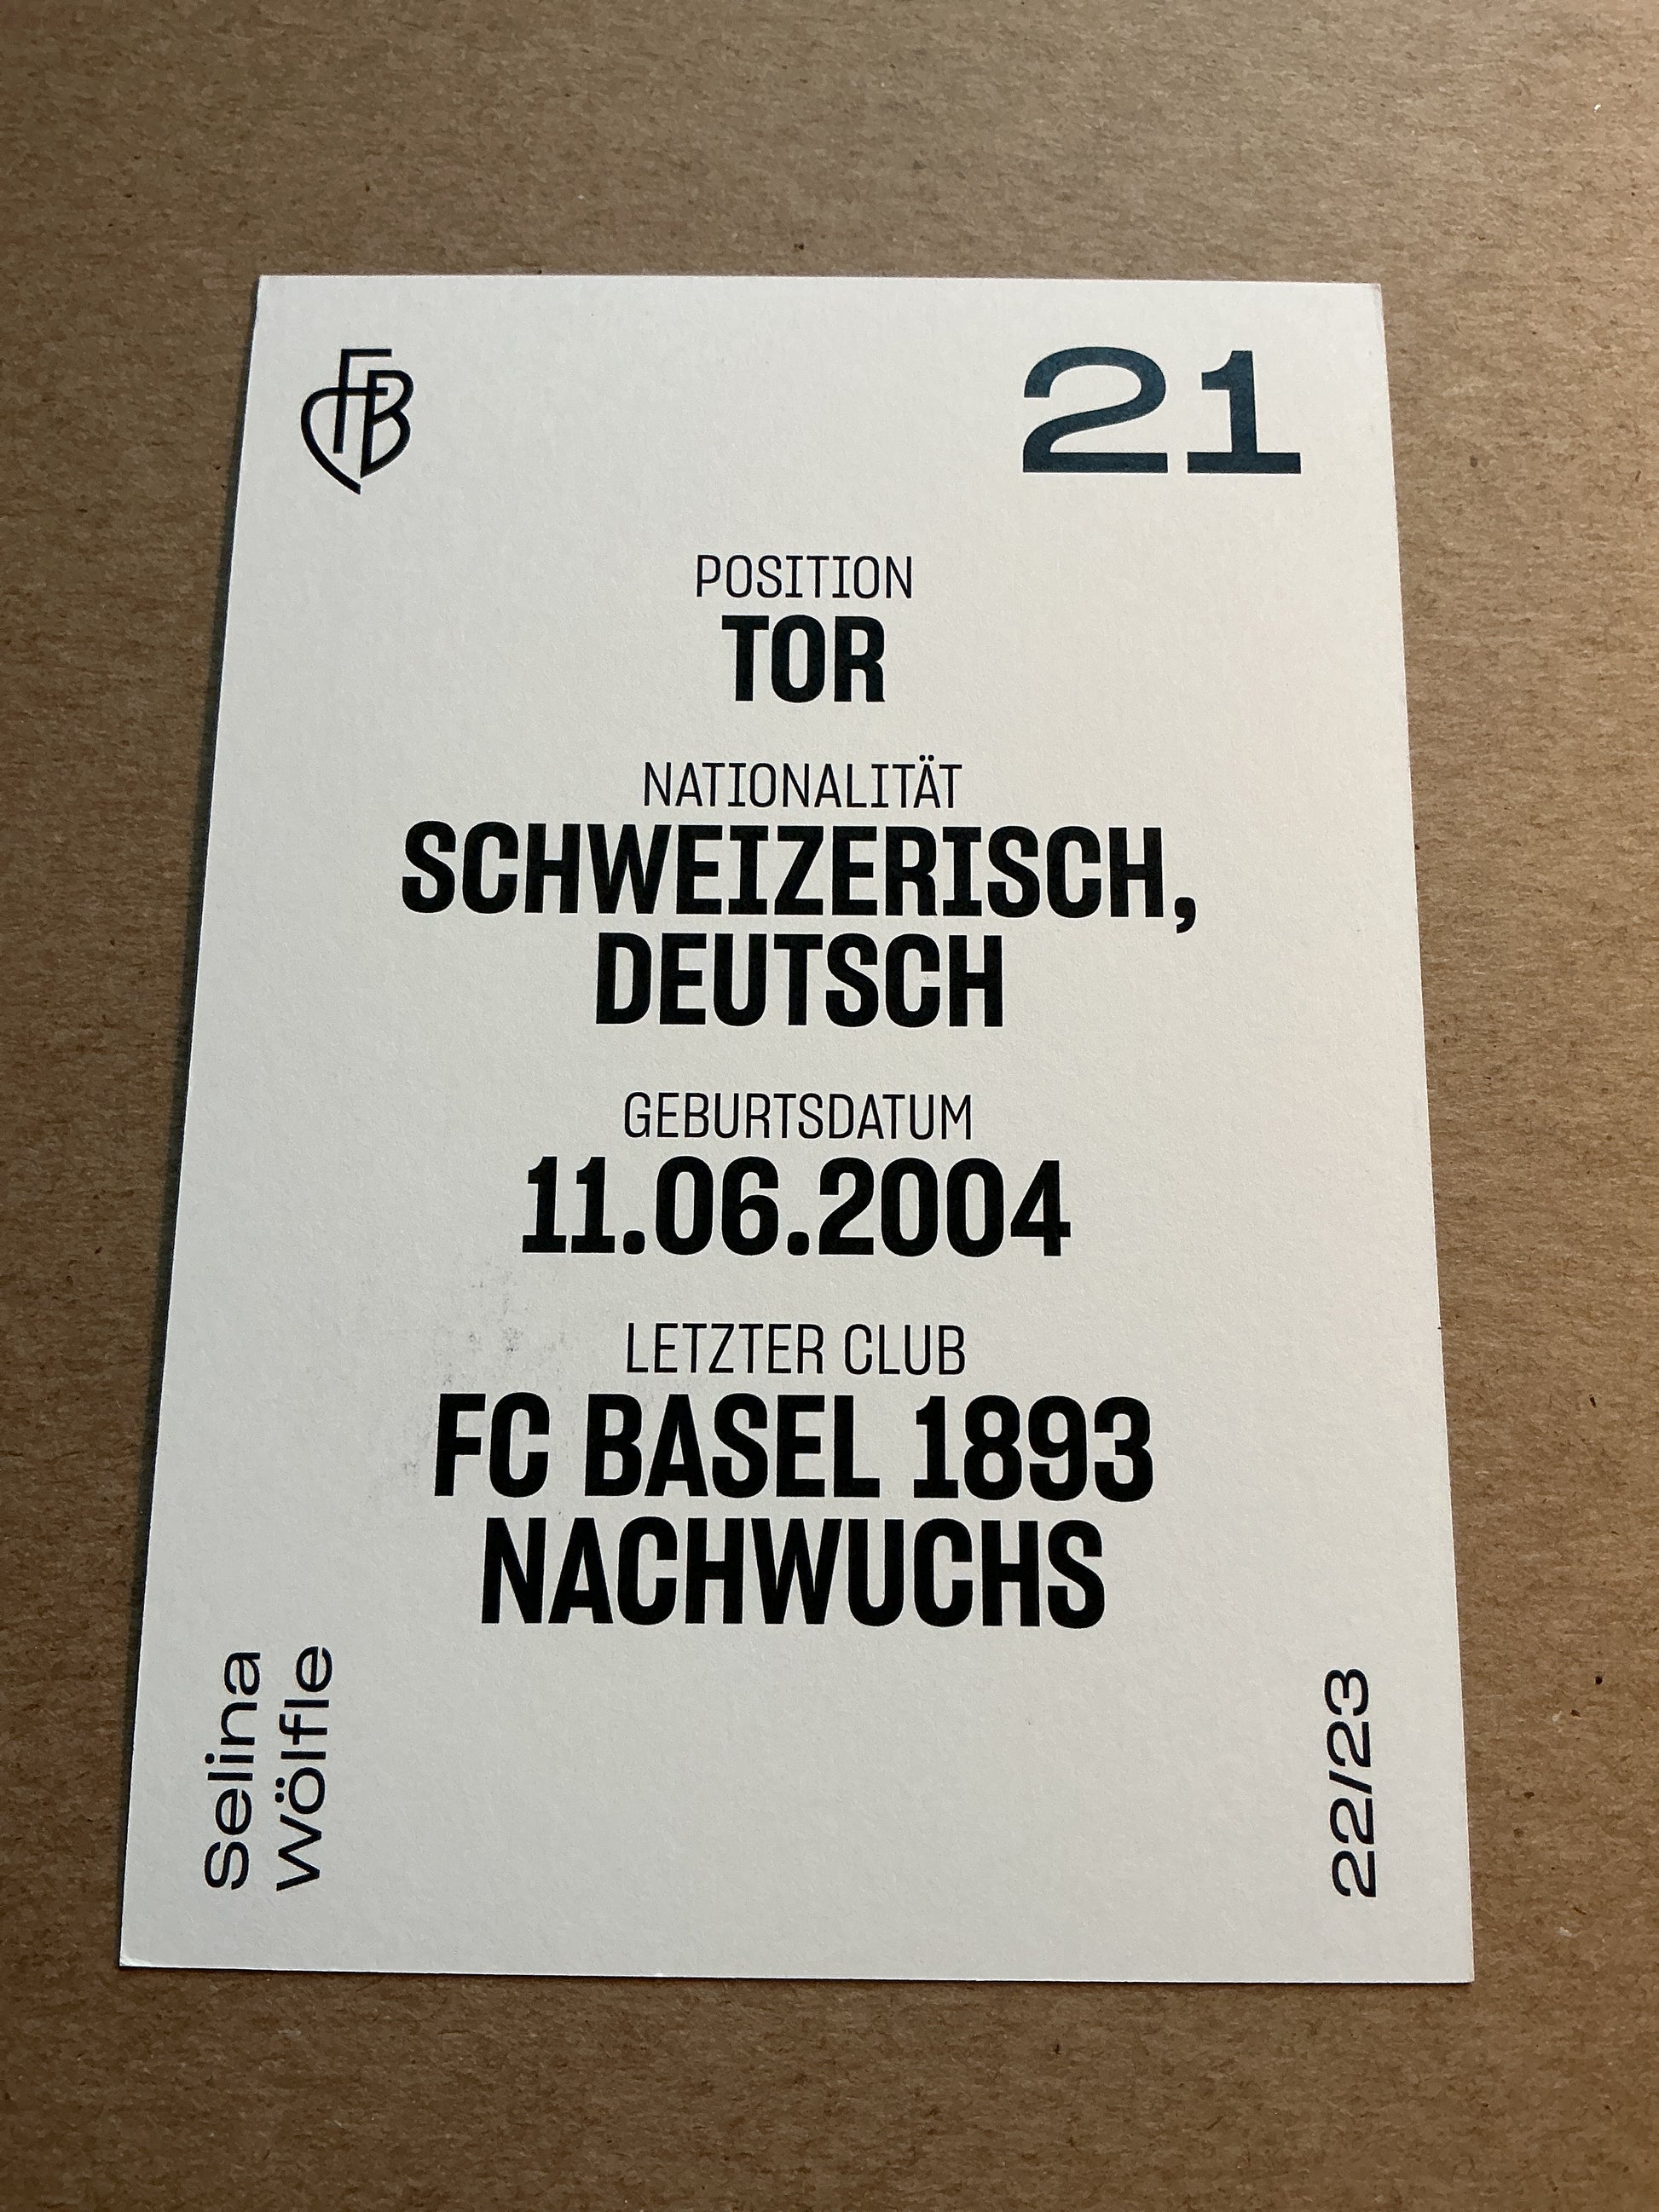 FCB
21
POSITION
TOR
NATIONALITÄT
SCHWEIZERISCH,
DEUTSCH
GEBURTSDATUM
11.06.2004
LETZTER CLUB
FC BASEL 1893
NACHWUCHS
Selina
Wölfle
22/23